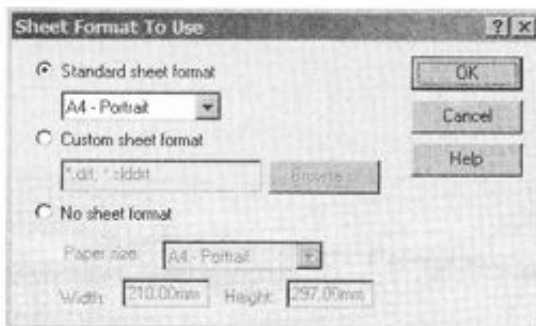 Sheet Format To Use
Standard sheet format
OK
A4 - Portrait
Cancel
Custom sheet format
Help
*.drt, *.slddrt
Browse...
No sheet format
Paper size: A4 - Portrait
Width: 210.00mm Height: 297.00mm